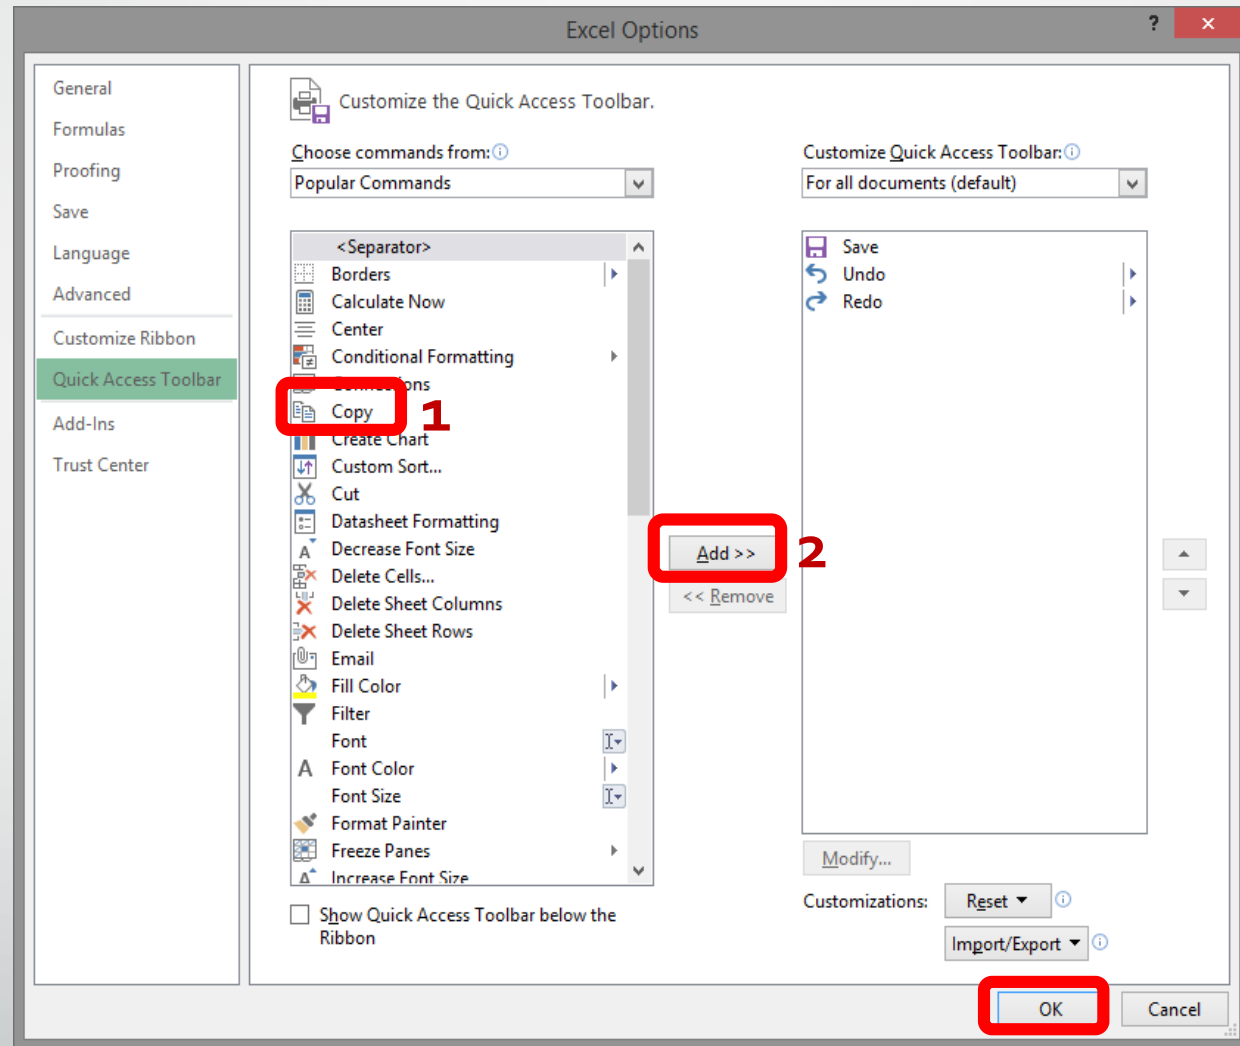 Excel Options
?
General
Formulas
Proofing
Save
Language
Advanced
Customize Ribbon
Quick Access Toolbar
Add-Ins
Trust Center
Customize the Quick Access Toolbar.
Choose commands from:
Popular Commands
<Separator>
Borders
Calculate Now
Center
Conditional Formatting
Connections
Copy
1
Create Chart
Custom Sort...
Cut
Datasheet Formatting
Decrease Font Size
Delete Cells...
Delete Sheet Columns
Delete Sheet Rows
Email
Fill Color
Filter
Font
Font Color
Font Size
Format Painter
Freeze Panes
Increase Font Size
Show Quick Access Toolbar below the
Ribbon
Add >>
2
<< Remove
Customize Quick Access Toolbar:
For all documents (default)
Save
Undo
Redo
Modify...
Customizations:
Reset
Import/Export
OK
Cancel